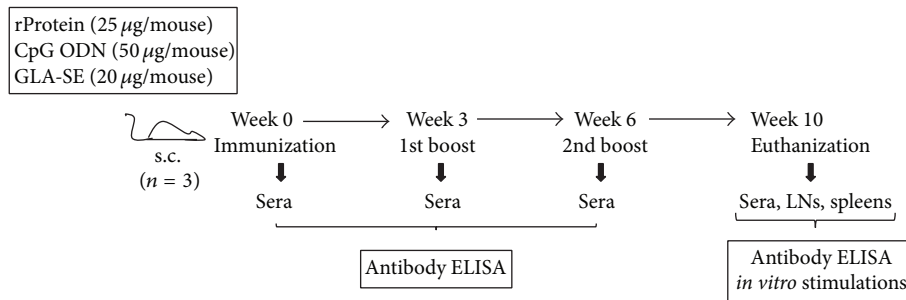 rProtein (25 μg/mouse)
CpG ODN (50 μg/mouse)
GLA-SE (20 μg/mouse)
s.c.
(n = 3)
Week 0
Immunization
Week 3
1st boost
Week 6
2nd boost
Week 10
Euthanization
Sera
Sera
Sera
Sera, LNs, spleens
Antibody ELISA
Antibody ELISA
in vitro stimulations